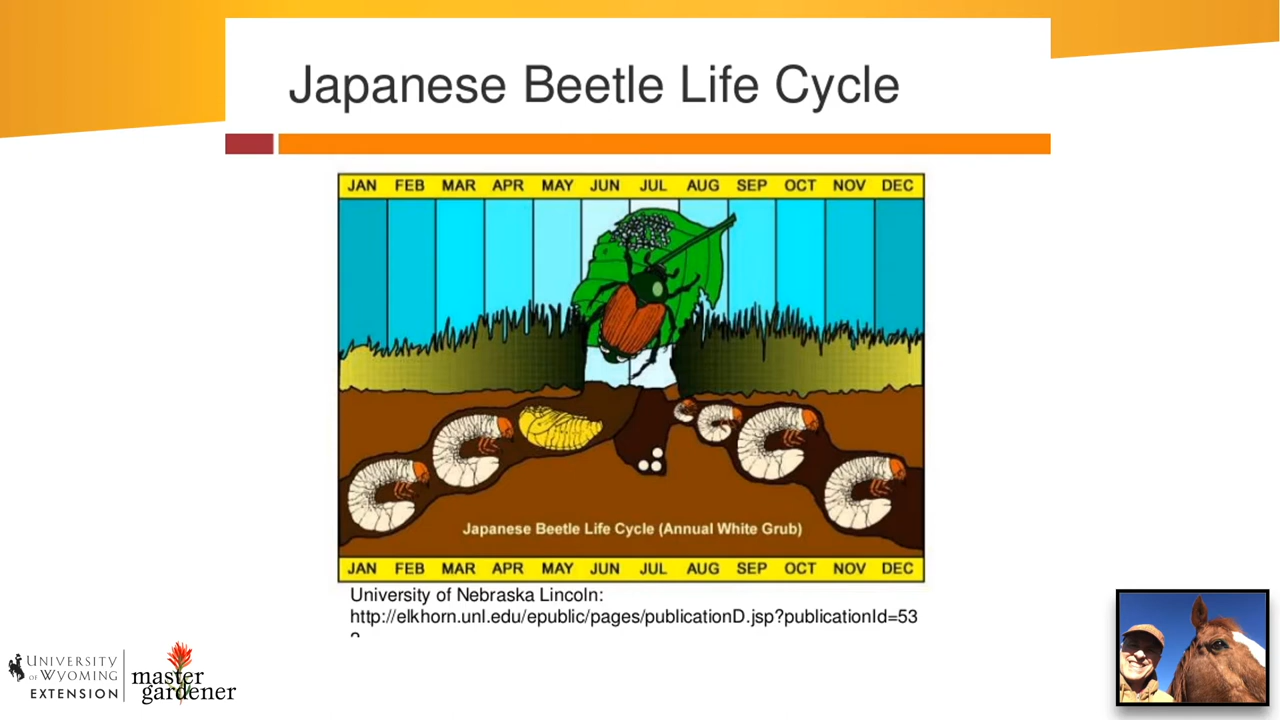 Japanese Beetle Life Cycle
JAN FEB MAR APR MAY JUN JUL AUG SEP OCT NOV DEC
Japanese Beetle Life Cycle (Annual White Grub)
JAN FEB MAR APR MAY JUN JUL AUG SEP OCT NOV DEC
University of Nebraska Lincoln:
http://elkhorn.unl.edu/epublic/pages/publicationD.jsp?publicationId=53
UNIVERSITY
OF WYOMING
EXTENSION
master
gardener